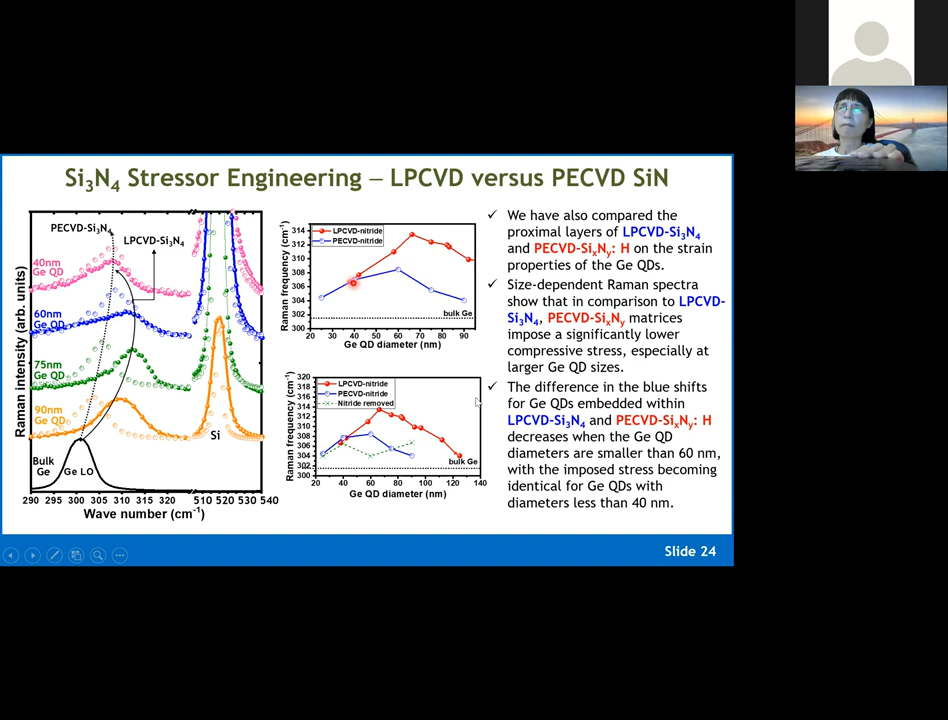 Si₃N₄ Stressor Engineering – LPCVD versus PECVD SiN
PECVD-Si₃N₄
LPCVD-Si₃N₄
40nm
Ge QD
60nm
Ge QD
75nm
Ge QD
90nm
Ge QD
Bulk
Ge
Ge LO
Si
Raman intensity (arb. units)
290 295 300 305 310 315 320 510 520 530 540
Wave number (cm⁻¹)
Raman frequency (cm⁻¹)
314
312
310
308
306
304
302
300
LPCVD-nitride
PECVD-nitride
bulk Ge
20 30 40 50 60 70 80 90
Ge QD diameter (nm)
Raman frequency (cm⁻¹)
320
318
316
314
312
310
308
306
304
302
300
LPCVD-nitride
PECVD-nitride
Nitride removed
bulk Ge
20 40 60 80 100 120 140
Ge QD diameter (nm)
✓ We have also compared the
proximal layers of LPCVD-Si₃N₄
and PECVD-SiₓNᵧ: H on the strain
properties of the Ge QDs.
✓ Size-dependent Raman spectra
show that in comparison to LPCVD-
Si₃N₄, PECVD-SiₓNᵧ matrices
impose a significantly lower
compressive stress, especially at
larger Ge QD sizes.
✓ The difference in the blue shifts
for Ge QDs embedded within
LPCVD-Si₃N₄ and PECVD-SiₓNᵧ: H
decreases when the Ge QD
diameters are smaller than 60 nm,
with the imposed stress becoming
identical for Ge QDs with
diameters less than 40 nm.
Slide 24